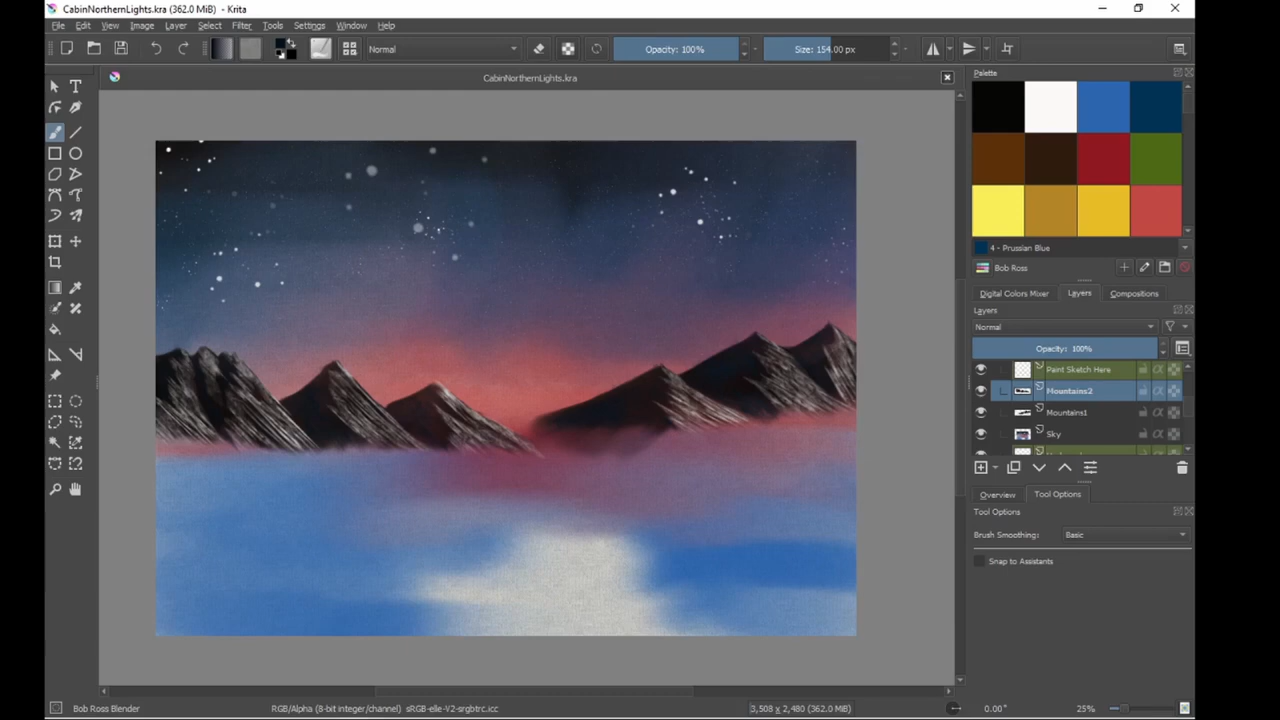 CabinNorthernLights.kra (362.0 MiB) - Krita
File Edit View Image Layer Select Filter Tools Settings Window Help
Normal Opacity: 100% Size: 154.00 px
CabinNorthernLights.kra
Palette
4 - Prussian Blue
Bob Ross
Digital Colors Mixer Layers Compositions
Layers
Normal
Opacity: 100%
Paint Sketch Here
Mountains2
Mountains1
Sky
Overview Tool Options
Tool Options
Brush Smoothing: Basic
Snap to Assistants
Bob Ross Blender RGB/Alpha (8-bit integer/channel) sRGB-elle-V2-srgbtrc.icc 3,508 x 2,480 (362.0 MiB) 0.00° 25%